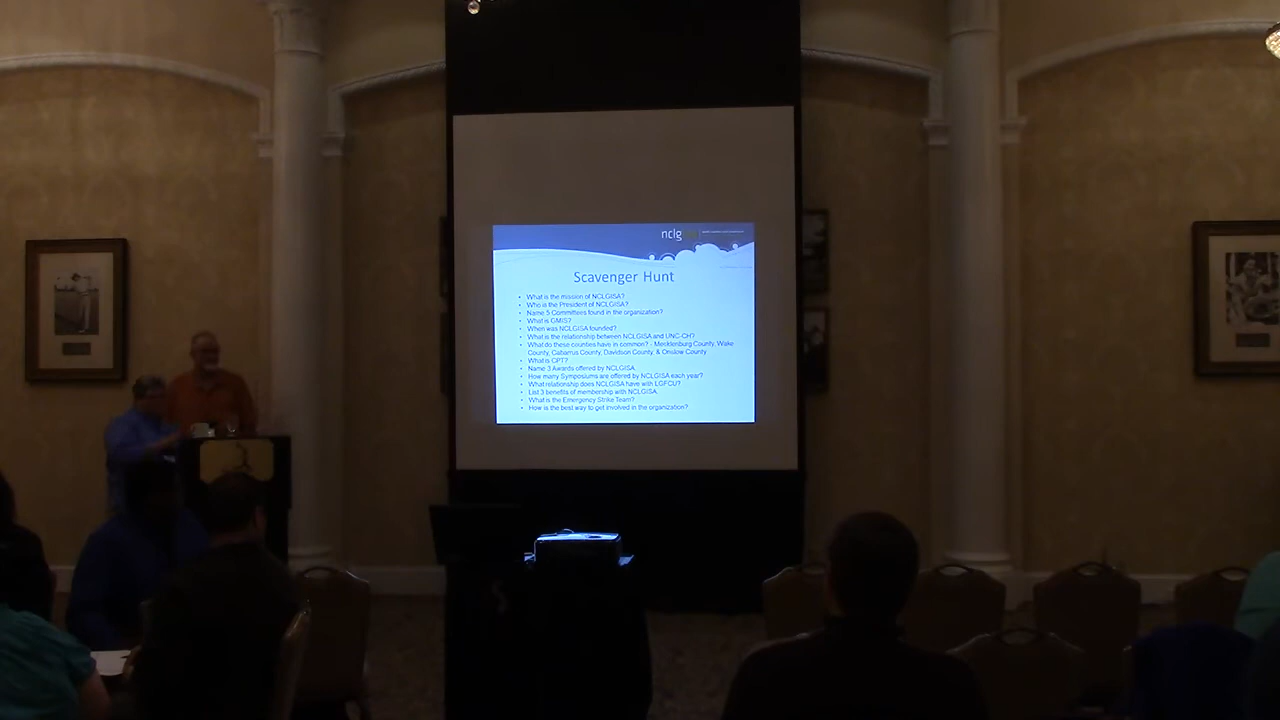 nclg
Scavenger Hunt
• What is the mission of NCLGISA?
• Who is the President of NCLGISA?
• Name 5 Committees found in the organization?
• What is GMIS?
• When was NCLGISA founded?
• What is the relationship between NCLGISA and UNC-CH?
• What do these counties have in common? - Mecklenburg County, Wake
County, Cabarrus County, Davidson County, & Onslow County
• What is CPT?
• Name 3 Awards offered by NCLGISA.
• How many Symposiums are offered by NCLGISA each year?
• What relationship does NCLGISA have with LGFCU?
• List 3 benefits of membership with NCLGISA.
• What is the Emergency Strike Team?
• How is the best way to get involved in the organization?